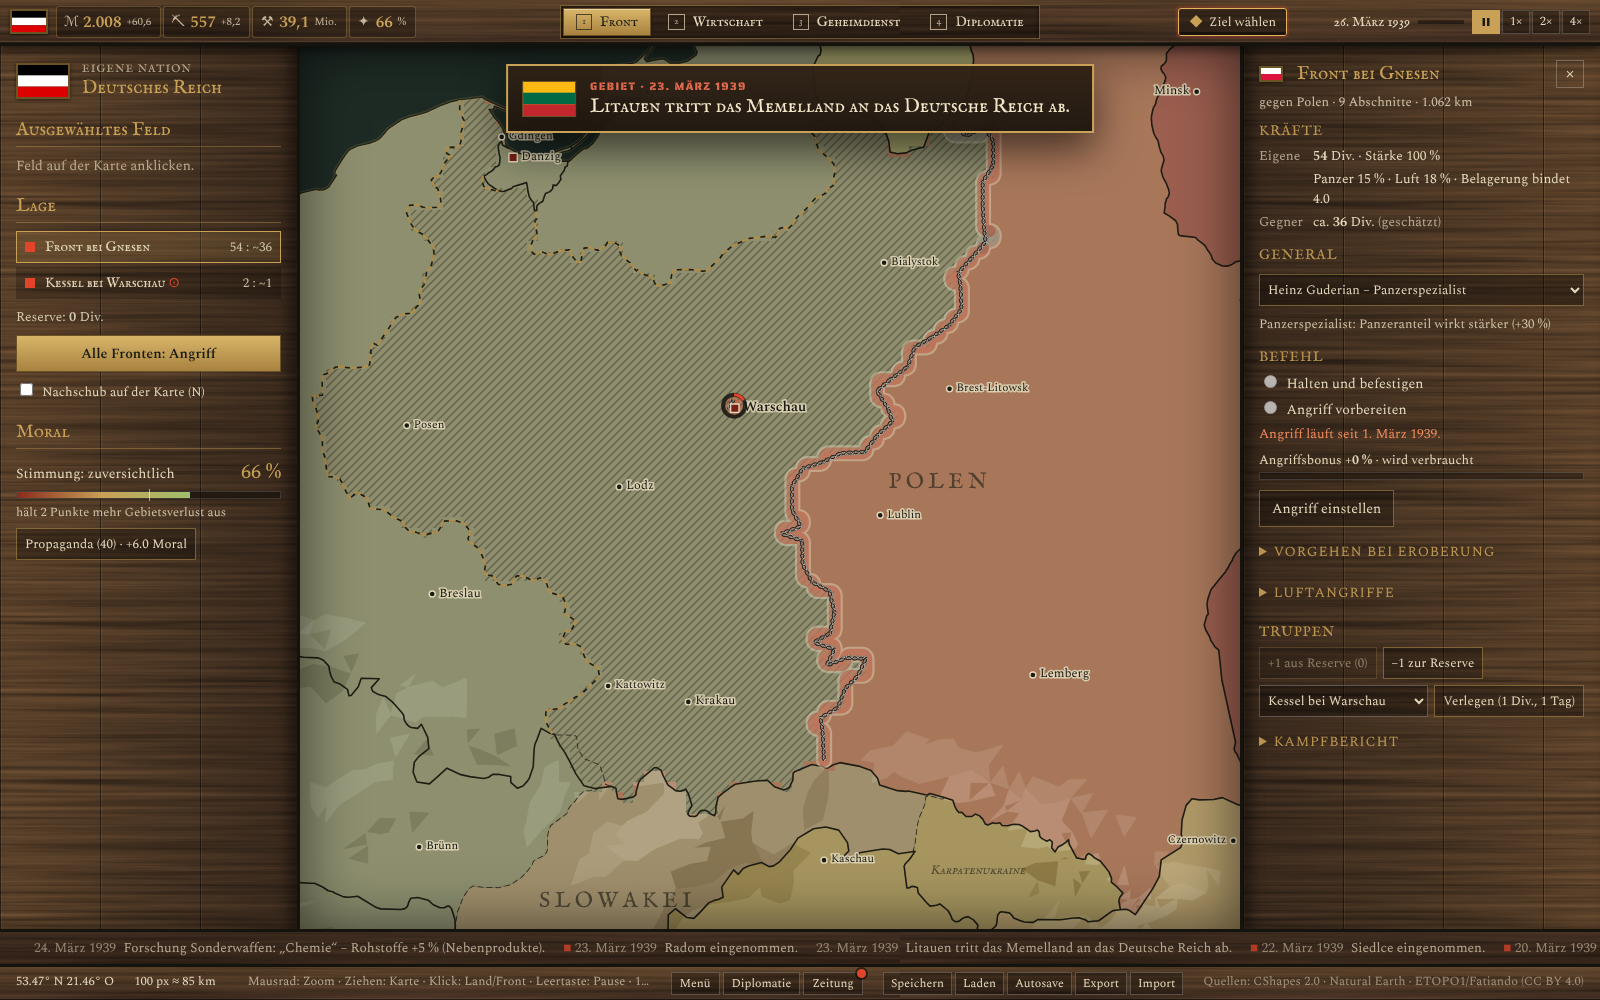 ℳ 2.008 +60,6
557 +8,2
39,1 Mio.
66 %
1 Front
2 Wirtschaft
3 Geheimdienst
4 Diplomatie
Ziel wählen
26. März 1939
1×
2×
4×
EIGENE NATION
Deutsches Reich
Ausgewähltes Feld
Feld auf der Karte anklicken.
Lage
Front bei Gnesen 54 : ~36
Kessel bei Warschau 2 : ~1
Reserve: 0 Div.
Alle Fronten: Angriff
Nachschub auf der Karte (N)
Moral
Stimmung: zuversichtlich 66 %
hält 2 Punkte mehr Gebietsverlust aus
Propaganda (40) · +6.0 Moral
GEBIET · 23. MÄRZ 1939
Litauen tritt das Memelland an das Deutsche Reich ab.
Minsk
Gdingen
Danzig
Bialystok
Brest-Litowsk
Warschau
Posen
POLEN
Lodz
Lublin
Breslau
Lemberg
Kattowitz
Krakau
Czernowitz
Brünn
Kaschau
Karpatenukraine
SLOWAKEI
Front bei Gnesen
×
gegen Polen · 9 Abschnitte · 1.062 km
KRÄFTE
Eigene 54 Div. · Stärke 100 %
Panzer 15 % · Luft 18 % · Belagerung bindet
4.0
Gegner ca. 36 Div. (geschätzt)
GENERAL
Heinz Guderian – Panzerspezialist
Panzerspezialist: Panzeranteil wirkt stärker (+30 %)
BEFEHL
Halten und befestigen
Angriff vorbereiten
Angriff läuft seit 1. März 1939.
Angriffsbonus +0 % · wird verbraucht
Angriff einstellen
VORGEHEN BEI EROBERUNG
LUFTANGRIFFE
TRUPPEN
+1 aus Reserve (0)
−1 zur Reserve
Kessel bei Warschau
Verlegen (1 Div., 1 Tag)
KAMPFBERICHT
24. März 1939 Forschung Sonderwaffen: „Chemie“ – Rohstoffe +5 % (Nebenprodukte). 23. März 1939 Radom eingenommen. 23. März 1939 Litauen tritt das Memelland an das Deutsche Reich ab. 22. März 1939 Siedlce eingenommen. 20. März 1939
53.47° N 21.46° O
100 px ≈ 85 km
Mausrad: Zoom · Ziehen: Karte · Klick: Land/Front · Leertaste: Pause · 1…
Menü
Diplomatie
Zeitung
Speichern
Laden
Autosave
Export
Import
Quellen: CShapes 2.0 · Natural Earth · ETOPO1/Fatiando (CC BY 4.0)